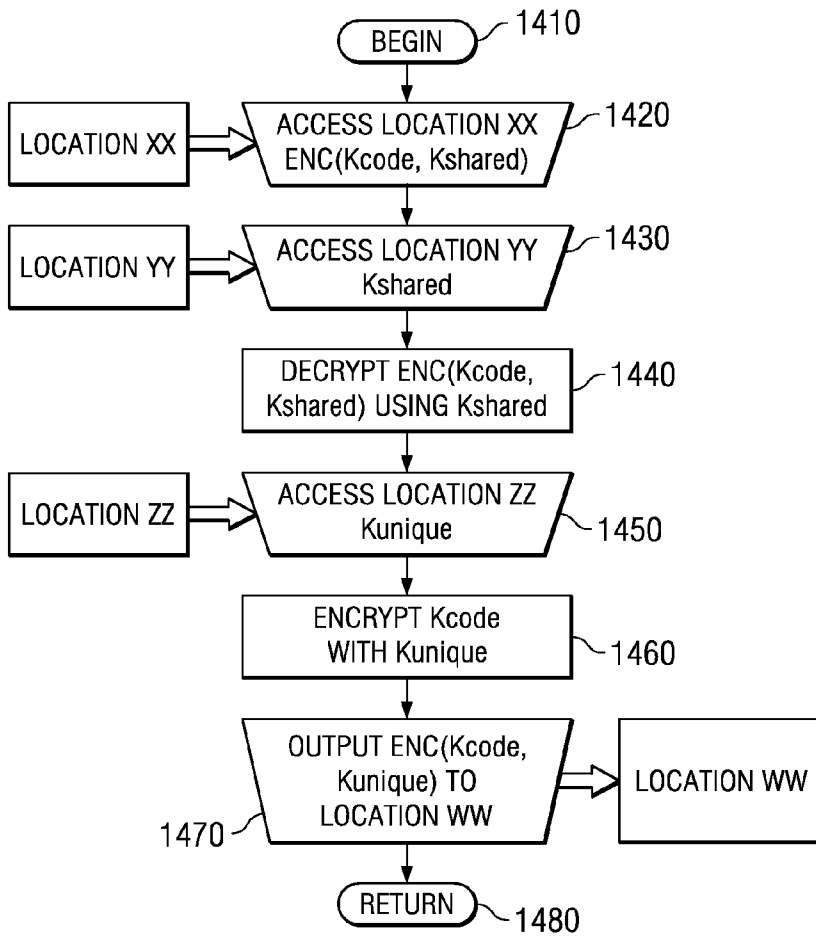 BEGIN
1410
LOCATION XX
ACCESS LOCATION XX
ENC(Kcode, Kshared)
1420
LOCATION YY
ACCESS LOCATION YY
Kshared
1430
DECRYPT ENC(Kcode,
Kshared) USING Kshared
1440
LOCATION ZZ
ACCESS LOCATION ZZ
Kunique
1450
ENCRYPT Kcode
WITH Kunique
1460
OUTPUT ENC(Kcode,
Kunique) TO
LOCATION WW
1470
LOCATION WW
RETURN
1480